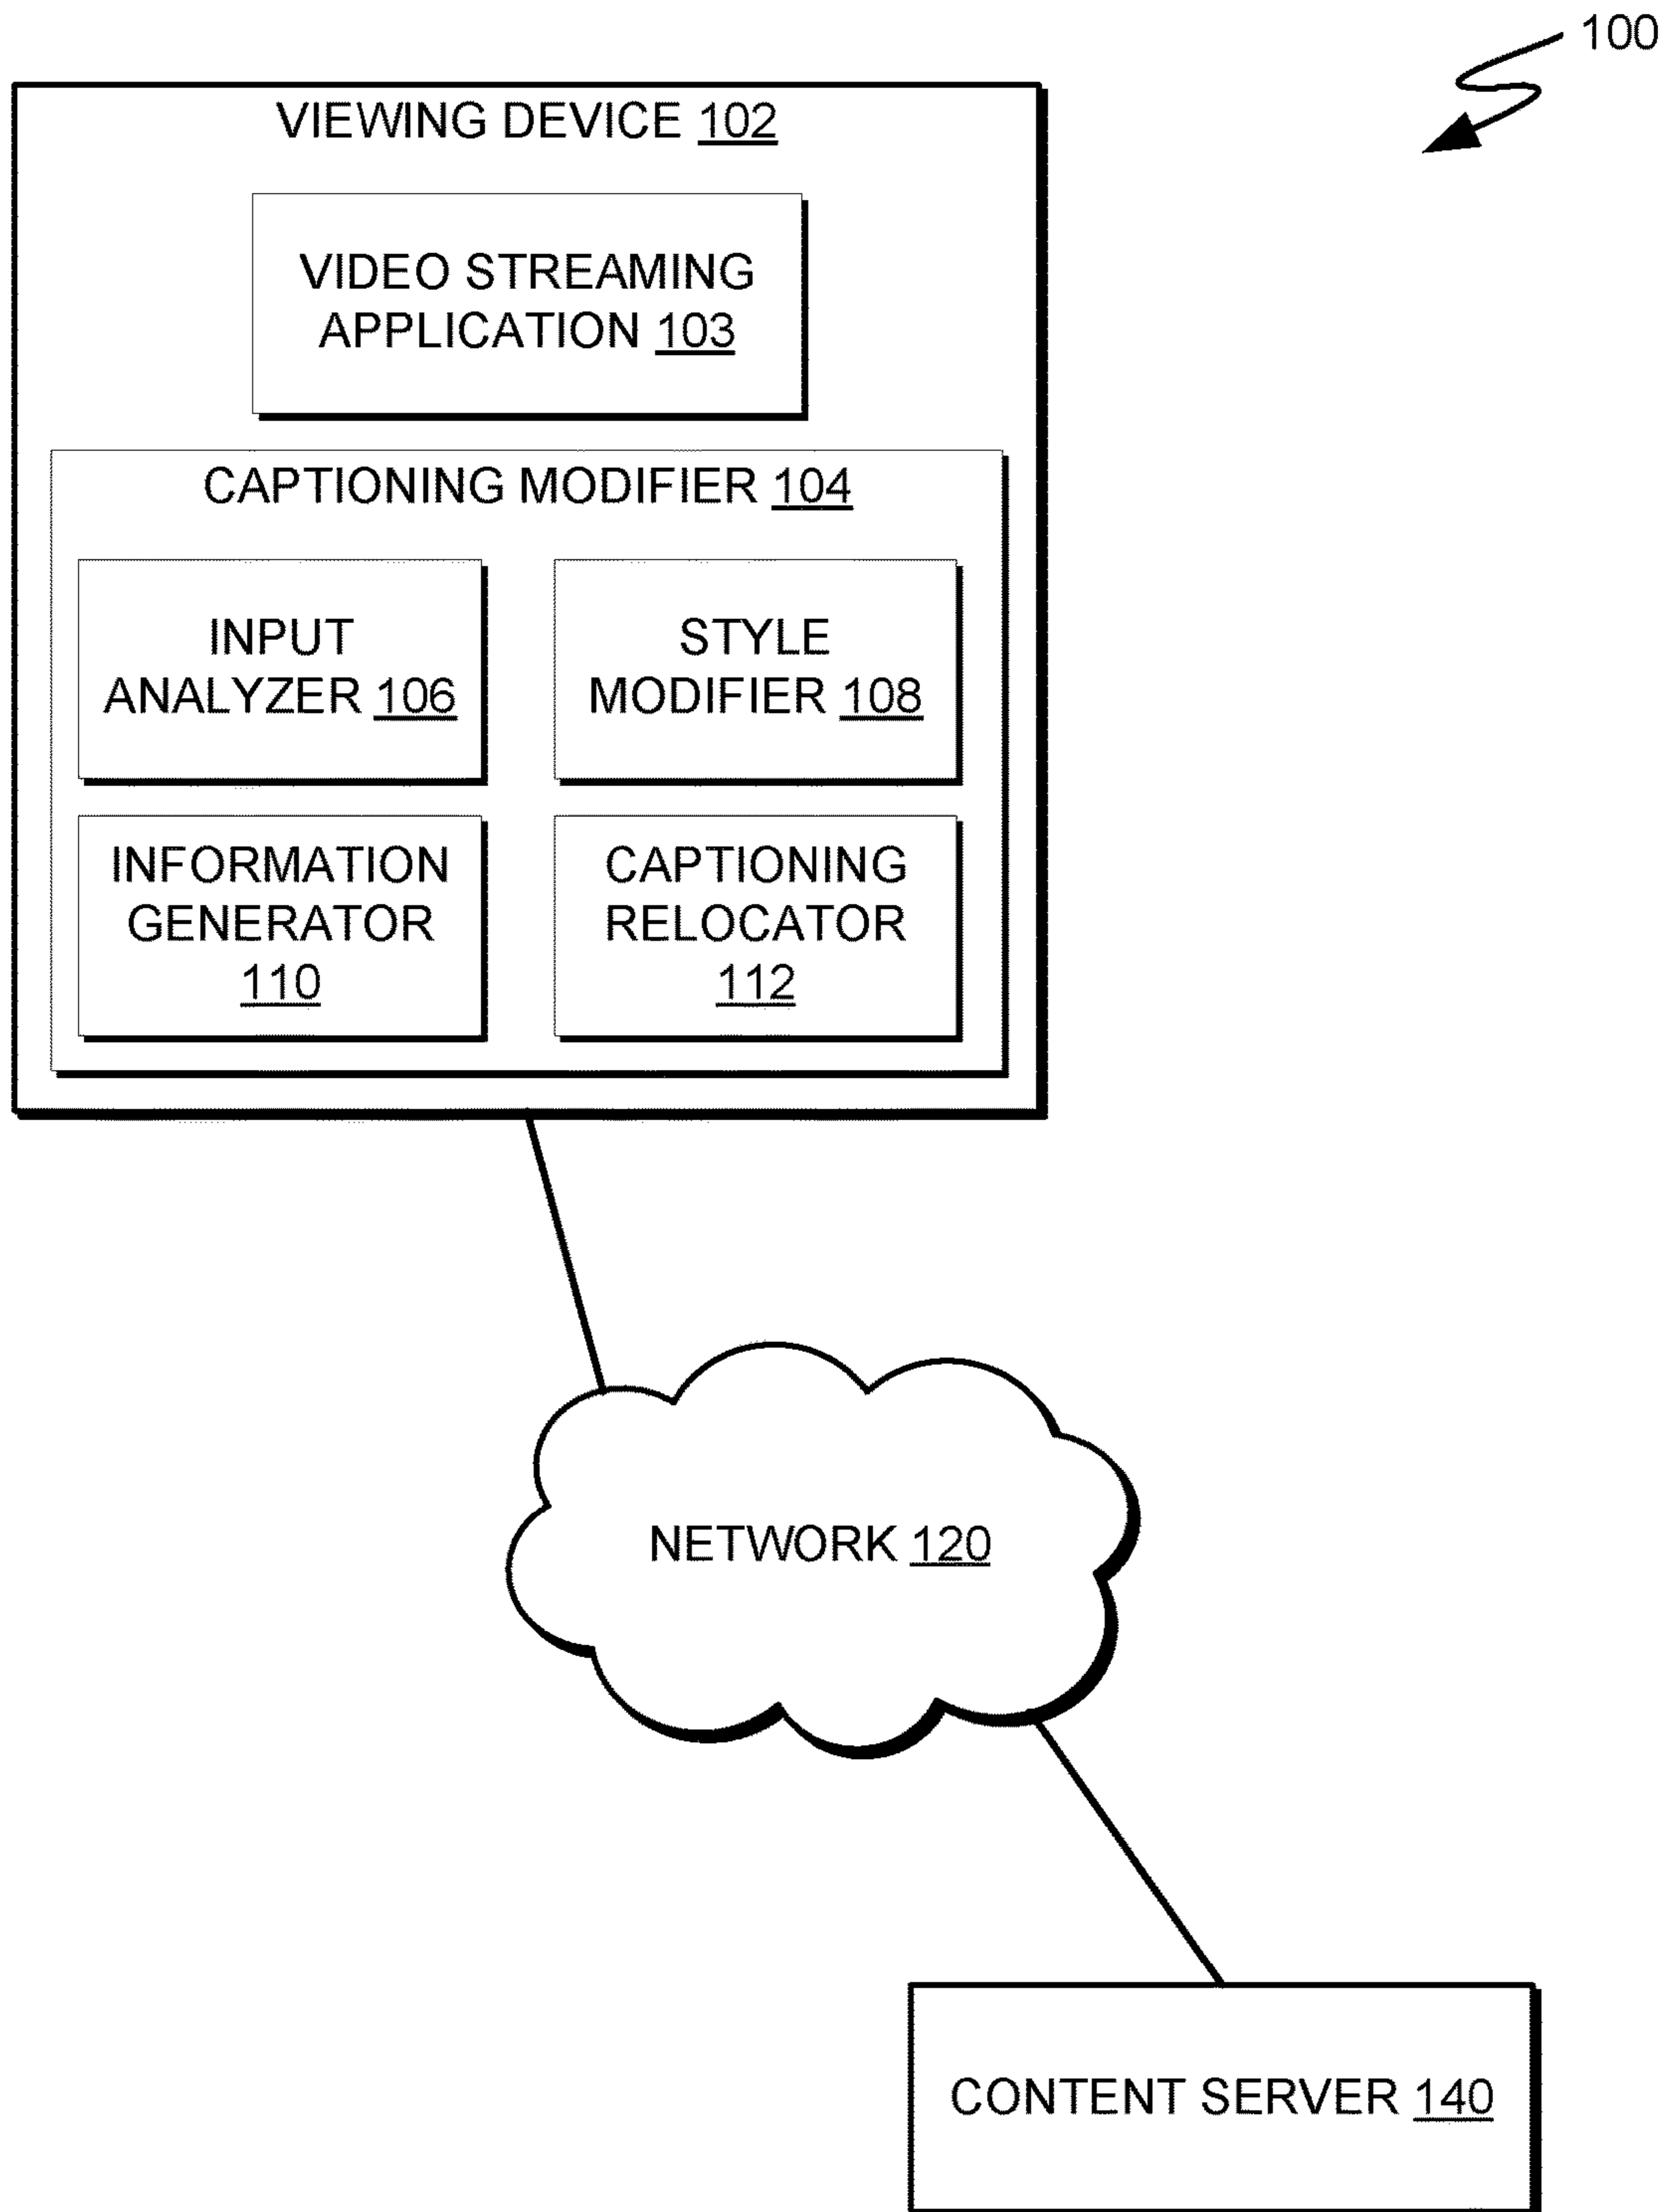 100
VIEWING DEVICE 102
VIDEO STREAMING
APPLICATION 103
CAPTIONING MODIFIER 104
INPUT
ANALYZER 106
STYLE
MODIFIER 108
INFORMATION
GENERATOR
110
CAPTIONING
RELOCATOR
112
NETWORK 120
CONTENT SERVER 140